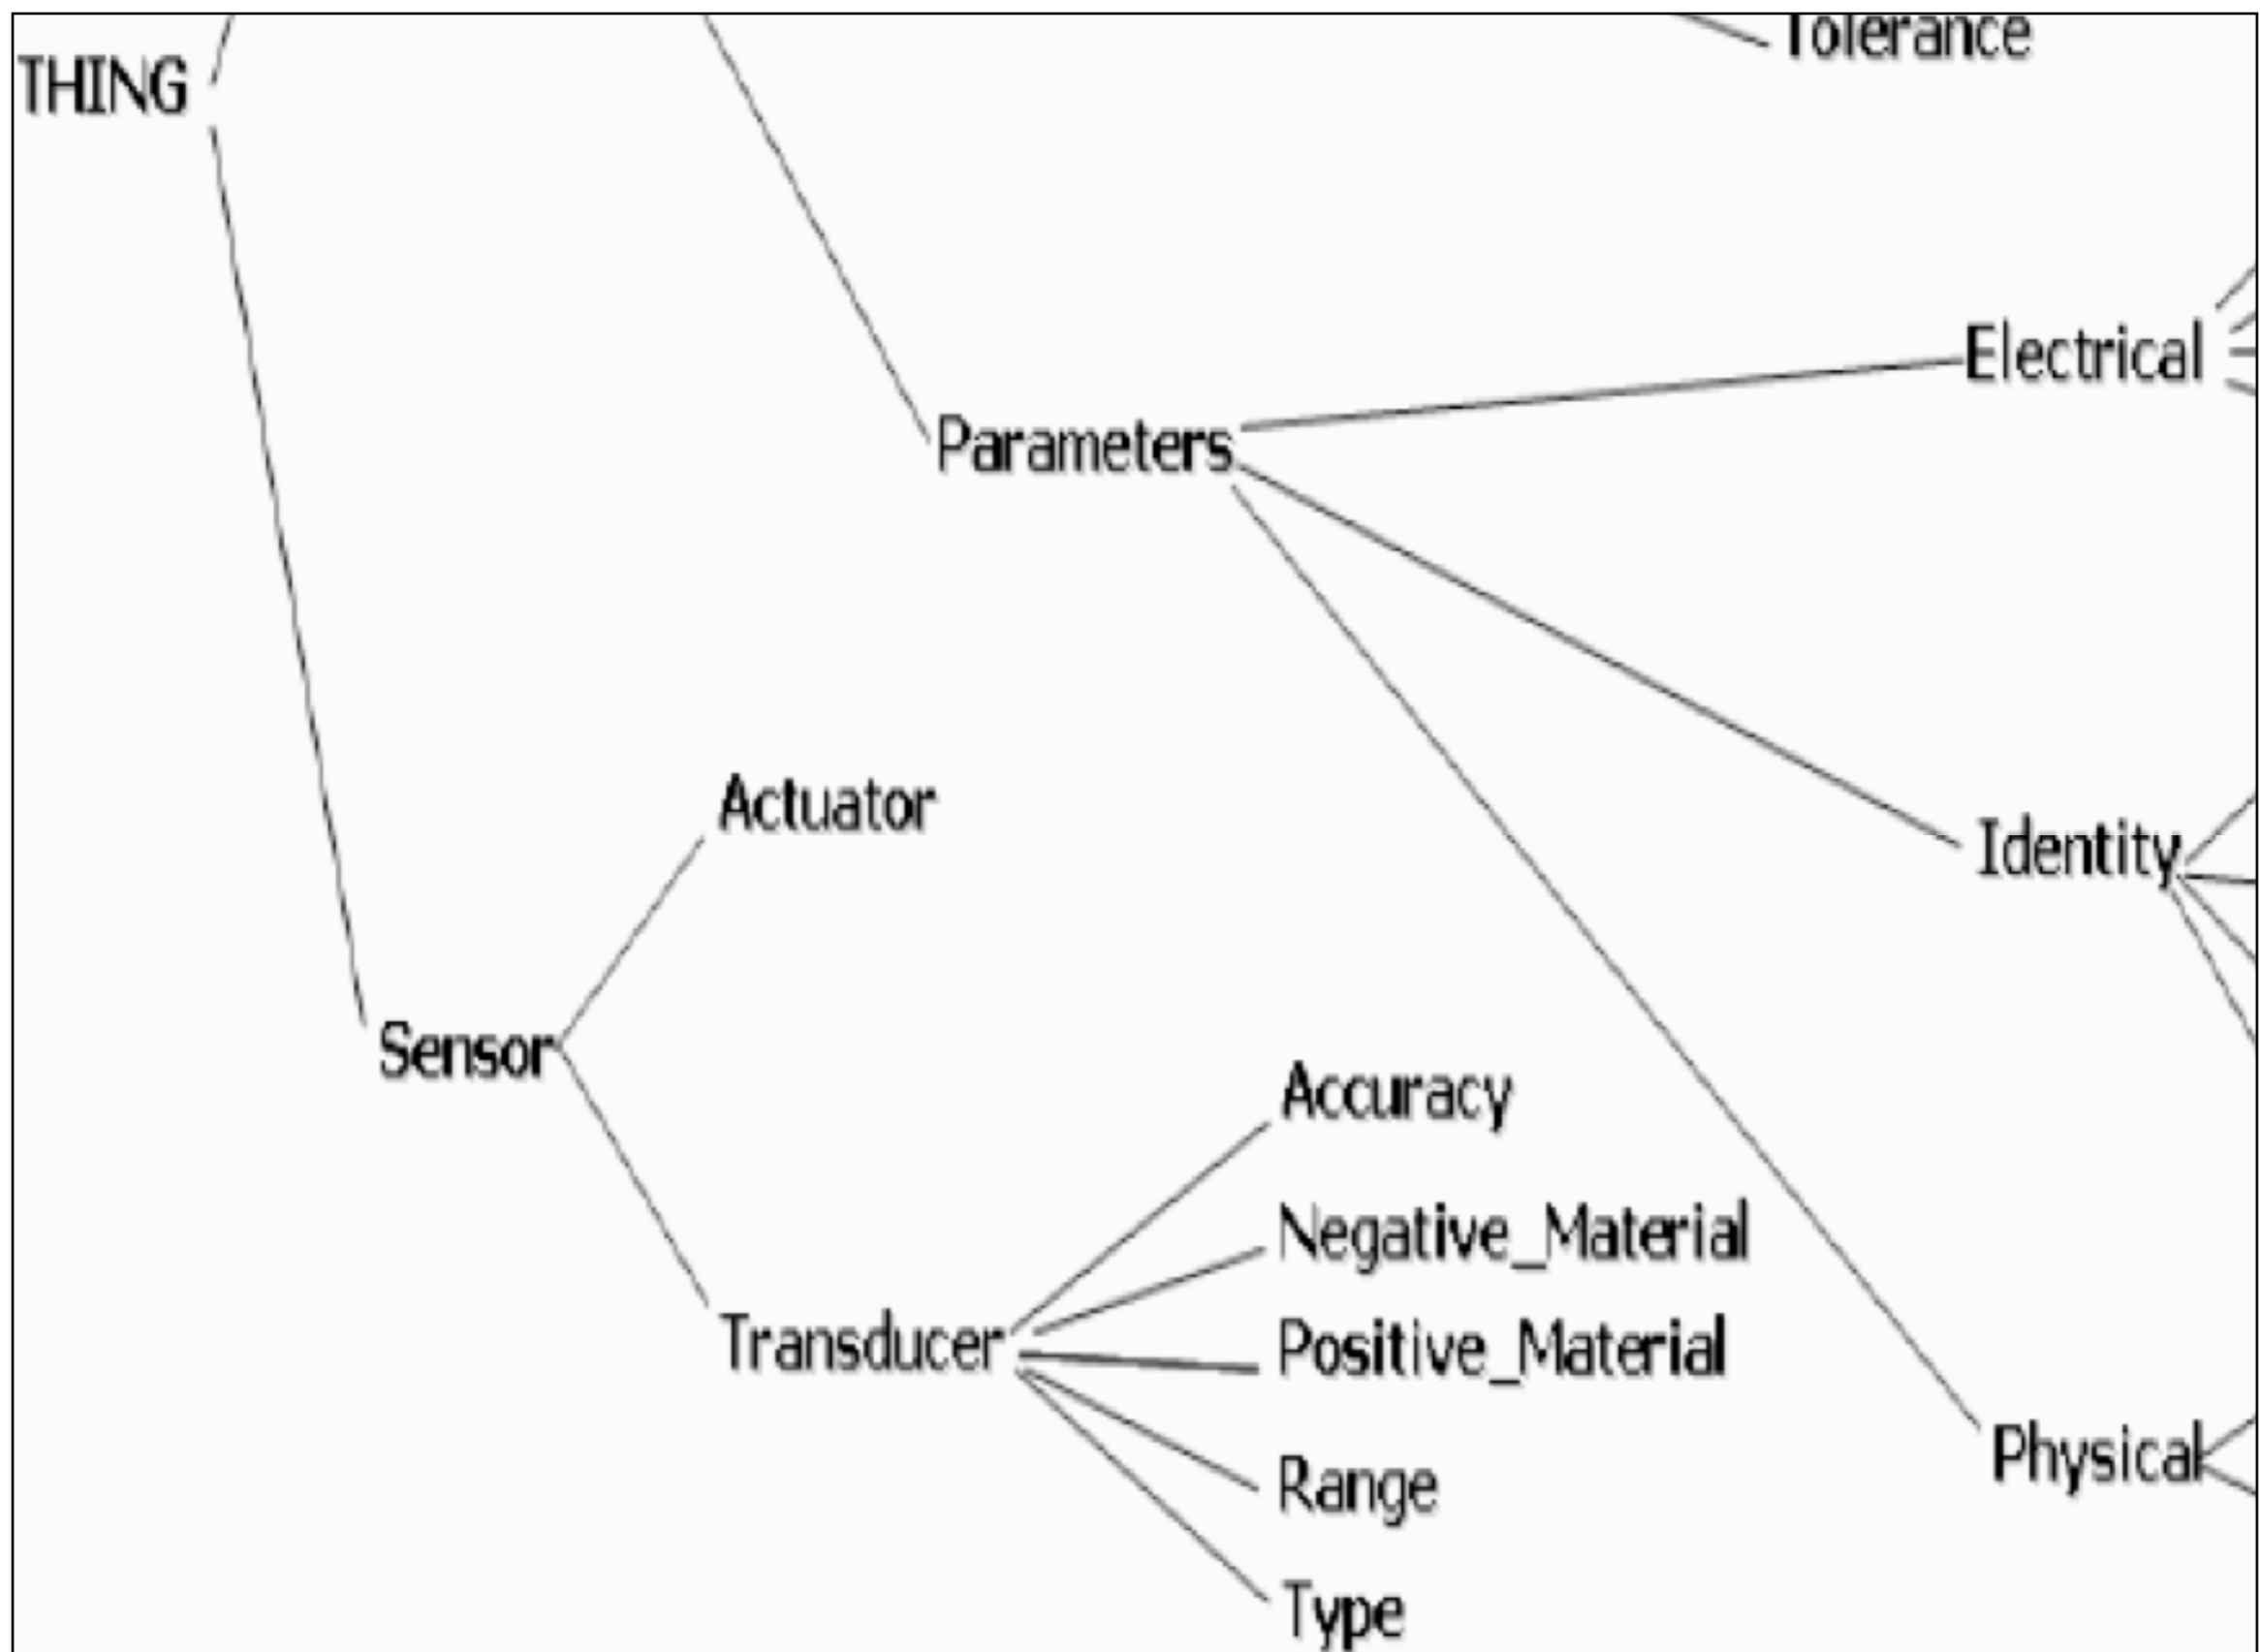 Tolerance
THING
Electrical
Parameters
Actuator
Identity
Sensor
Accuracy
Negative_Material
Positive_Material
Transducer
Physical
Range
Type